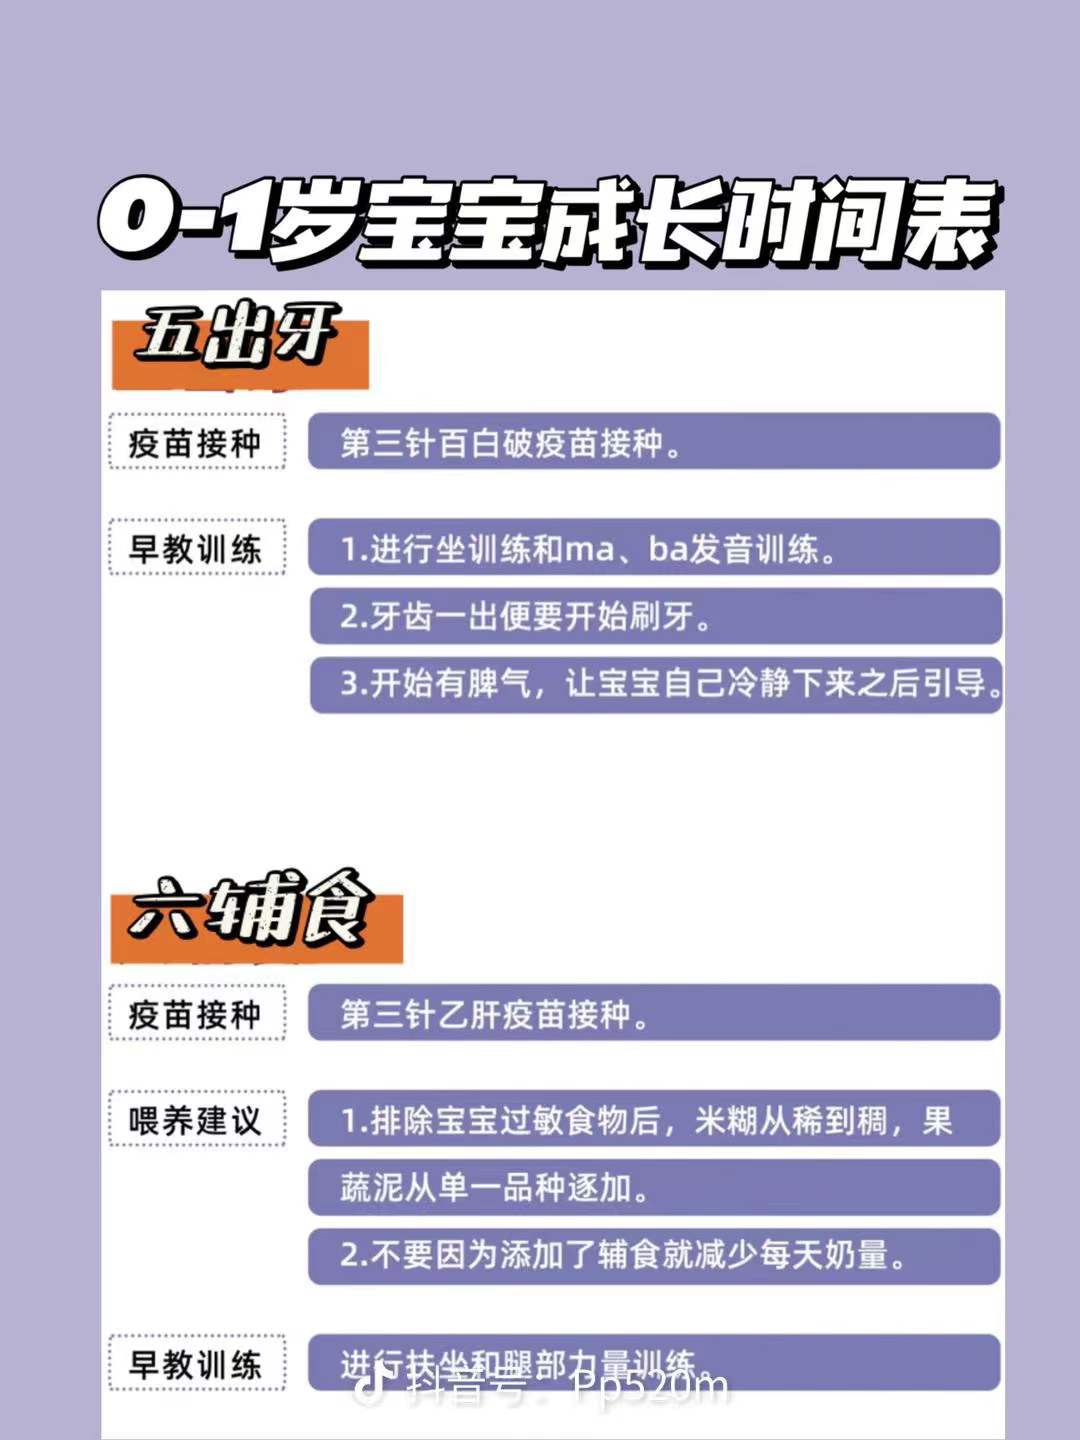 0-1岁宝宝成长时间表
五出牙
疫苗接种
第三针百白破疫苗接种。
早教训练
1.进行坐训练和ma、ba发音训练。
2.牙齿一出便要开始刷牙。
3.开始有脾气，让宝宝自己冷静下来之后引导。
六辅食
疫苗接种
第三针乙肝疫苗接种。
喂养建议
1.排除宝宝过敏食物后，米糊从稀到稠，果
蔬泥从单一品种逐加。
2.不要因为添加了辅食就减少每天奶量。
早教训练
进行扶坐和腿部力量训练。
抖音号：Pp520m